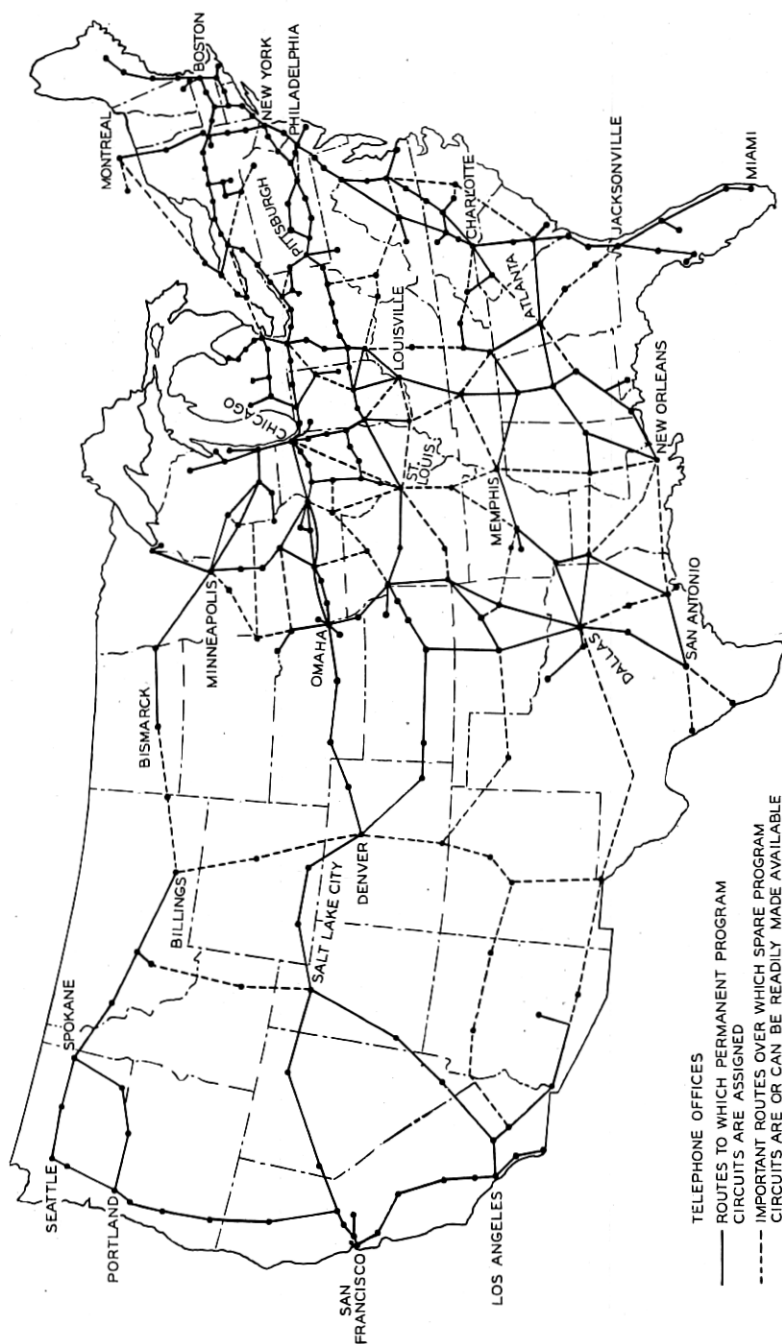 SEATTLE
PORTLAND
SPOKANE
SAN
FRANCISCO
LOS ANGELES
BILLINGS
SALT LAKE CITY
DENVER
BISMARCK
MINNEAPOLIS
OMAHA
DALLAS
SAN ANTONIO
CHICAGO
ST. LOUIS
MEMPHIS
NEW ORLEANS
LOUISVILLE
ATLANTA
MONTREAL
PITTSBURGH
BOSTON
NEW YORK
PHILADELPHIA
CHARLOTTE
JACKSONVILLE
MIAMI
TELEPHONE OFFICES
ROUTES TO WHICH PERMANENT PROGRAM
CIRCUITS ARE ASSIGNED
IMPORTANT ROUTES OVER WHICH SPARE PROGRAM
CIRCUITS ARE OR CAN BE READILY MADE AVAILABLE